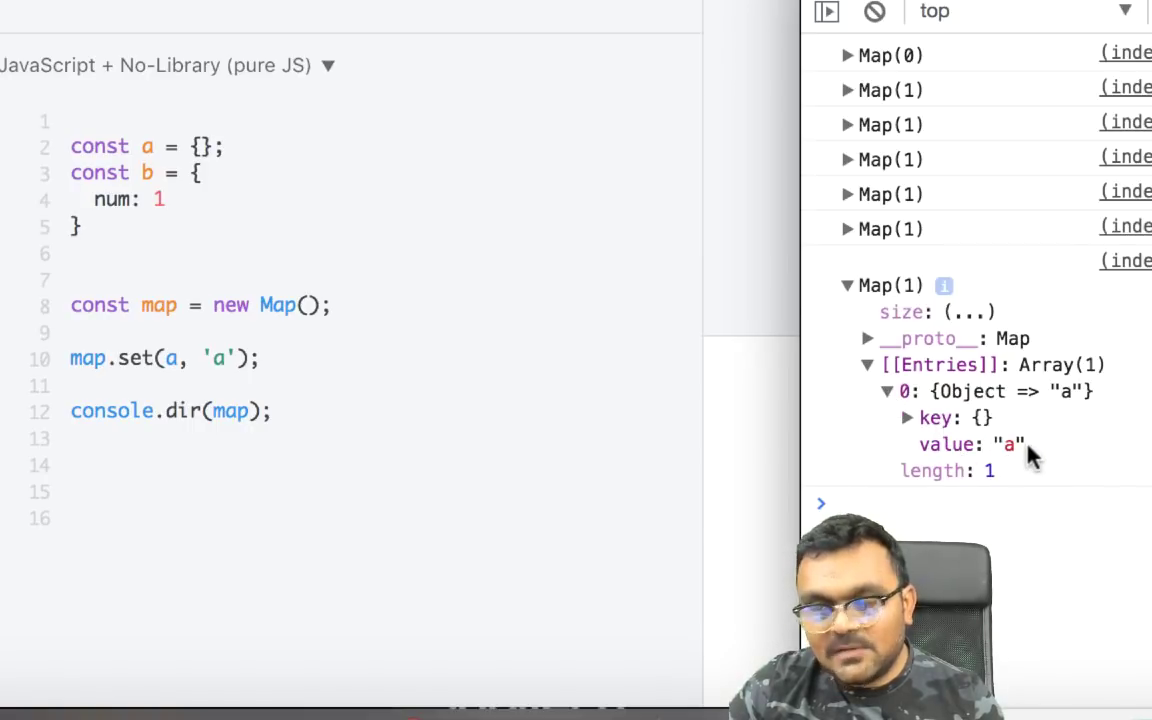 top ▼
JavaScript + No-Library (pure JS) ▼
1
2 const a = {};
3 const b = {
4 num: 1
5 }
6
7
8 const map = new Map();
9
10 map.set(a, 'a');
11
12 console.dir(map);
13
14
15
16
▶ Map(0) (inde
▶ Map(1) (inde
▶ Map(1) (inde
▶ Map(1) (inde
▶ Map(1) (inde
▶ Map(1) (inde
(inde
▼ Map(1) i
size: (...)
▶ __proto__: Map
▼ [[Entries]]: Array(1)
▼ 0: {Object => "a"}
▶ key: {}
value: "a"
length: 1
>